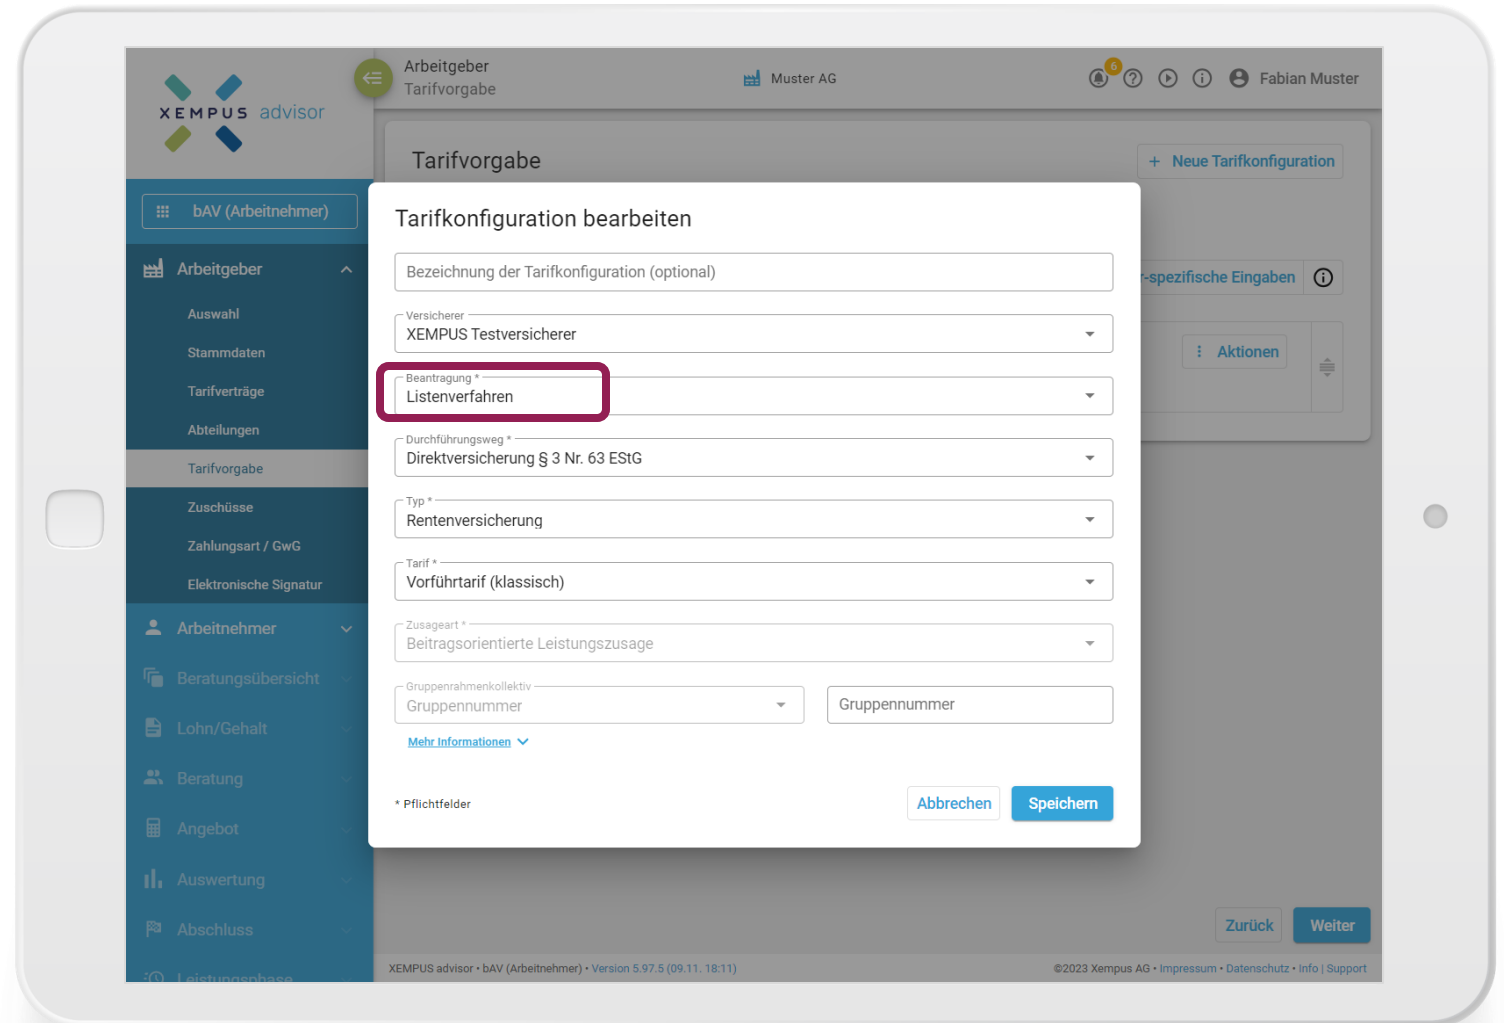 XEMPUS advisor
Arbeitgeber
Tarifvorgabe
Muster AG
6
Fabian Muster
bAV (Arbeitnehmer)
Arbeitgeber
Auswahl
Stammdaten
Tarifverträge
Abteilungen
Tarifvorgabe
Zuschüsse
Zahlungsart / GwG
Elektronische Signatur
Arbeitnehmer
Beratungsübersicht
Lohn/Gehalt
Beratung
Angebot
Auswertung
Abschluss
Leistungsphase
Tarifvorgabe
+ Neue Tarifkonfiguration
r-spezifische Eingaben
Aktionen
Tarifkonfiguration bearbeiten
Bezeichnung der Tarifkonfiguration (optional)
Versicherer
XEMPUS Testversicherer
Beantragung *
Listenverfahren
Durchführungsweg *
Direktversicherung § 3 Nr. 63 EStG
Typ *
Rentenversicherung
Tarif *
Vorführtarif (klassisch)
Zusageart *
Beitragsorientierte Leistungszusage
Gruppenrahmenkollektiv
Gruppennummer
Gruppennummer
Mehr Informationen
* Pflichtfelder
Abbrechen
Speichern
Zurück
Weiter
XEMPUS advisor • bAV (Arbeitnehmer) • Version 5.97.5 (09.11. 18:11)
©2023 Xempus AG • Impressum • Datenschutz • Info | Support